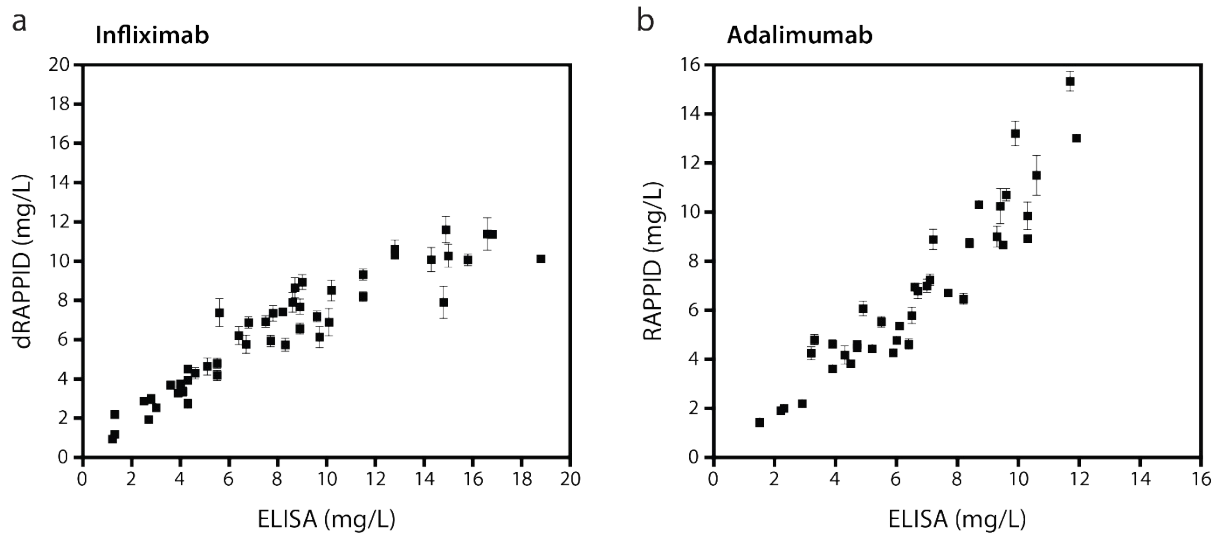 a
Infliximab
20
18
16
14
12
10
8
6
4
2
0
dRAPPID (mg/L)
0 2 4 6 8 10 12 14 16 18 20
ELISA (mg/L)
b
Adalimumab
16
14
12
10
8
6
4
2
0
RAPPID (mg/L)
0 2 4 6 8 10 12 14 16
ELISA (mg/L)